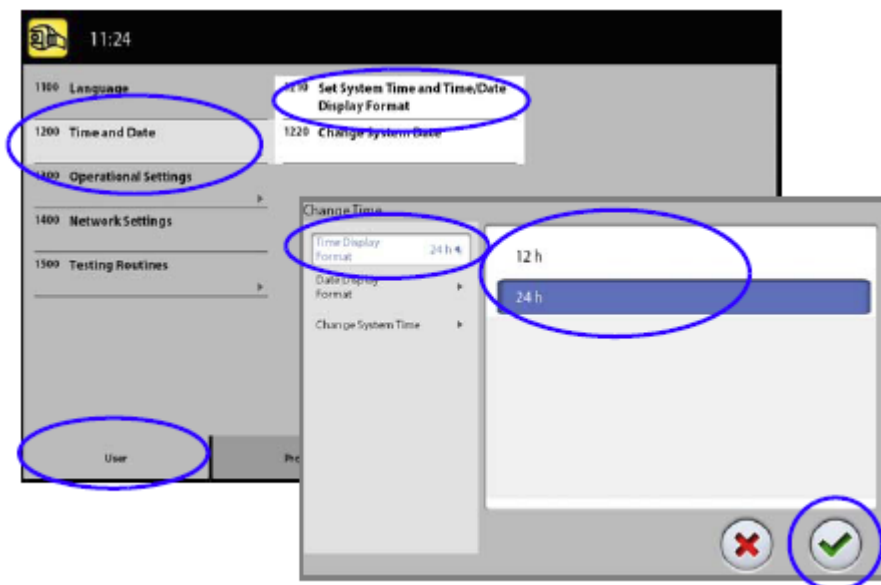 11:24
1100 Language
1200 Time and Date
1300 Operational Settings
1400 Network Settings
1500 Testing Routines
1210 Set System Time and Time/Date
Display Format
1220 Change System Date
User
Change Time
Time Display
Format
24 h
Date Display
Format
Change System Time
12 h
24 h